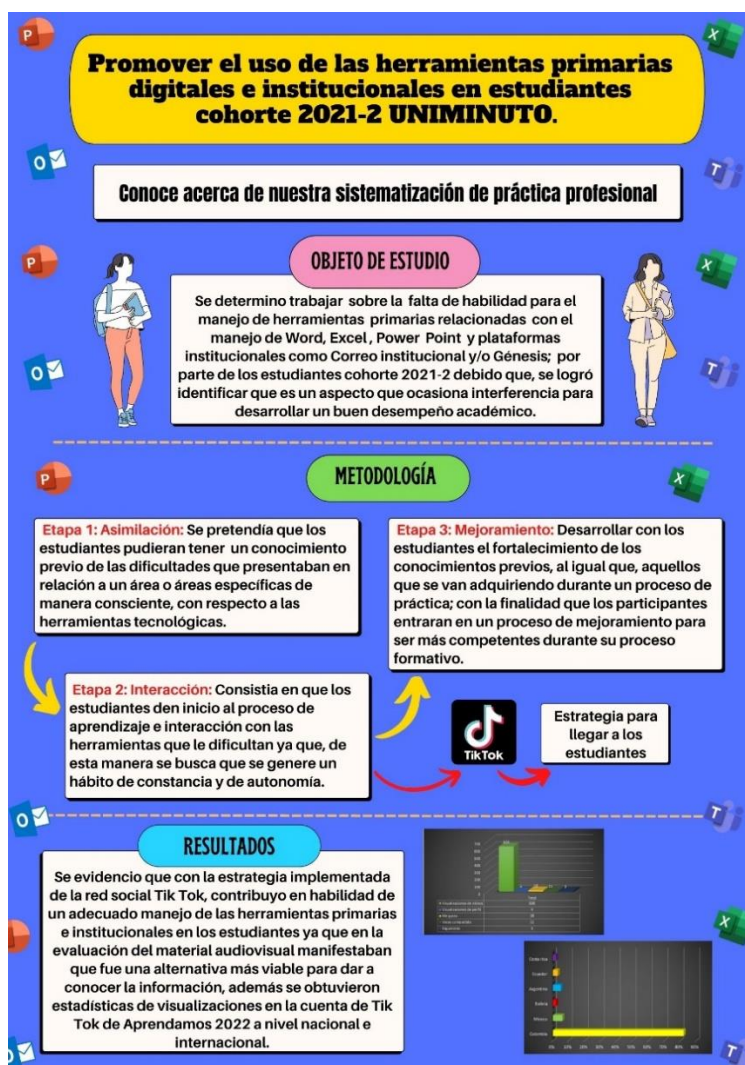 Promover el uso de las herramientas primarias
digitales e institucionales en estudiantes
cohorte 2021-2 UNIMINUTO.
Conoce acerca de nuestra sistematización de práctica profesional
OBJETO DE ESTUDIO
Se determino trabajar sobre la falta de habilidad para el
manejo de herramientas primarias relacionadas con el
manejo de Word, Excel, Power Point y plataformas
institucionales como Correo institucional y/o Génesis; por
parte de los estudiantes cohorte 2021-2 debido que, se logró
identificar que es un aspecto que ocasiona interferencia para
desarrollar un buen desempeño académico.
METODOLOGÍA
Etapa 1: Asimilación: Se pretendía que los
estudiantes pudieran tener un conocimiento
previo de las dificultades que presentaban en
relación a un área o áreas específicas de
manera consciente, con respecto a las
herramientas tecnológicas.
Etapa 2: Interacción: Consistia en que los
estudiantes den inicio al proceso de
aprendizaje e interacción con las
herramientas que le dificultan ya que, de
esta manera se busca que se genere un
hábito de constancia y de autonomía.
Etapa 3: Mejoramiento: Desarrollar con los
estudiantes el fortalecimiento de los
conocimientos previos, al igual que, aquellos
que se van adquiriendo durante un proceso de
práctica; con la finalidad que los participantes
entraran en un proceso de mejoramiento para
ser más competentes durante su proceso
formativo.
TikTok
Estrategia para
llegar a los
estudiantes
RESULTADOS
Se evidencio que con la estrategia implementada
de la red social Tik Tok, contribuyo en habilidad de
un adecuado manejo de las herramientas primarias
e institucionales en los estudiantes ya que en la
evaluación del material audiovisual manifestaban
que fue una alternativa más viable para dar a
conocer la información, además se obtuvieron
estadísticas de visualizaciones en la cuenta de Tik
Tok de Aprendamos 2022 a nivel nacional e
internacional.
Costa rica
Ecuador
Argentina
Mexico
Colombia